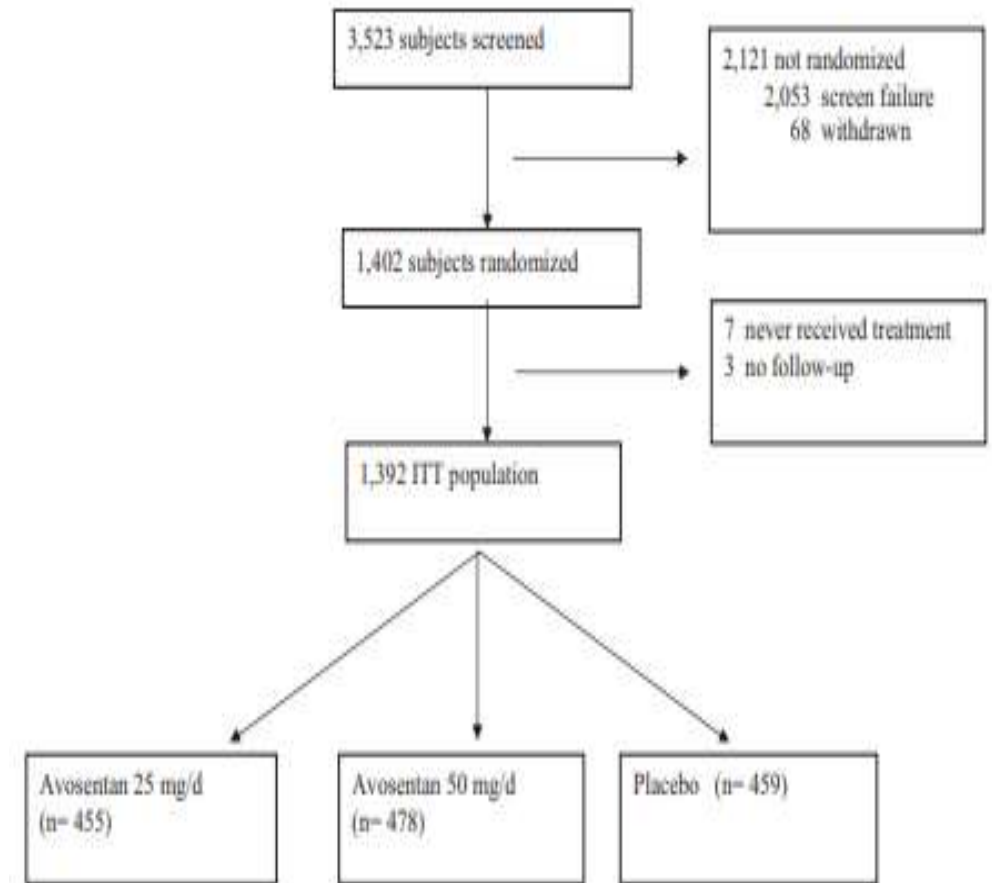 3,523 subjects screened
2,121 not randomized
2,053 screen failure
68 withdrawn
1,402 subjects randomized
7 never received treatment
3 no follow-up
1,392 ITT population
Avosentan 25 mg/d
(n= 455)
Avosentan 50 mg/d
(n= 478)
Placebo (n= 459)